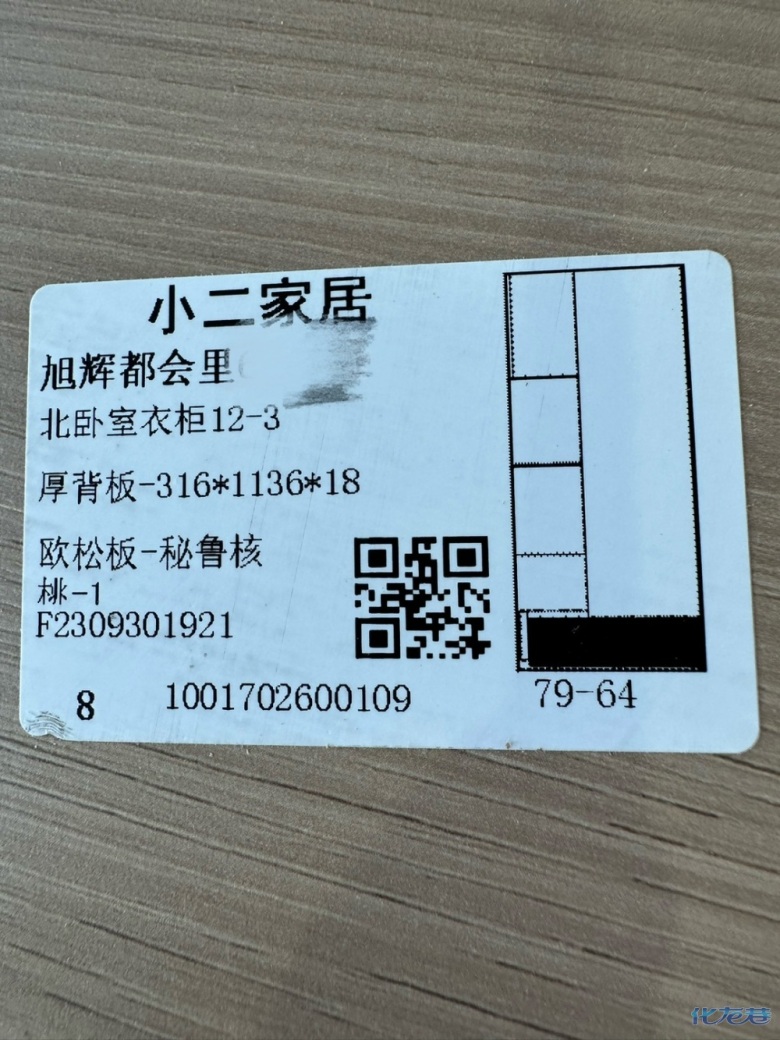 小二家居
旭辉都会里
北卧室衣柜12-3
厚背板-316*1136*18
欧松板-秘鲁核
桃-1
F2309301921
8
1001702600109
79-64
化龙巷